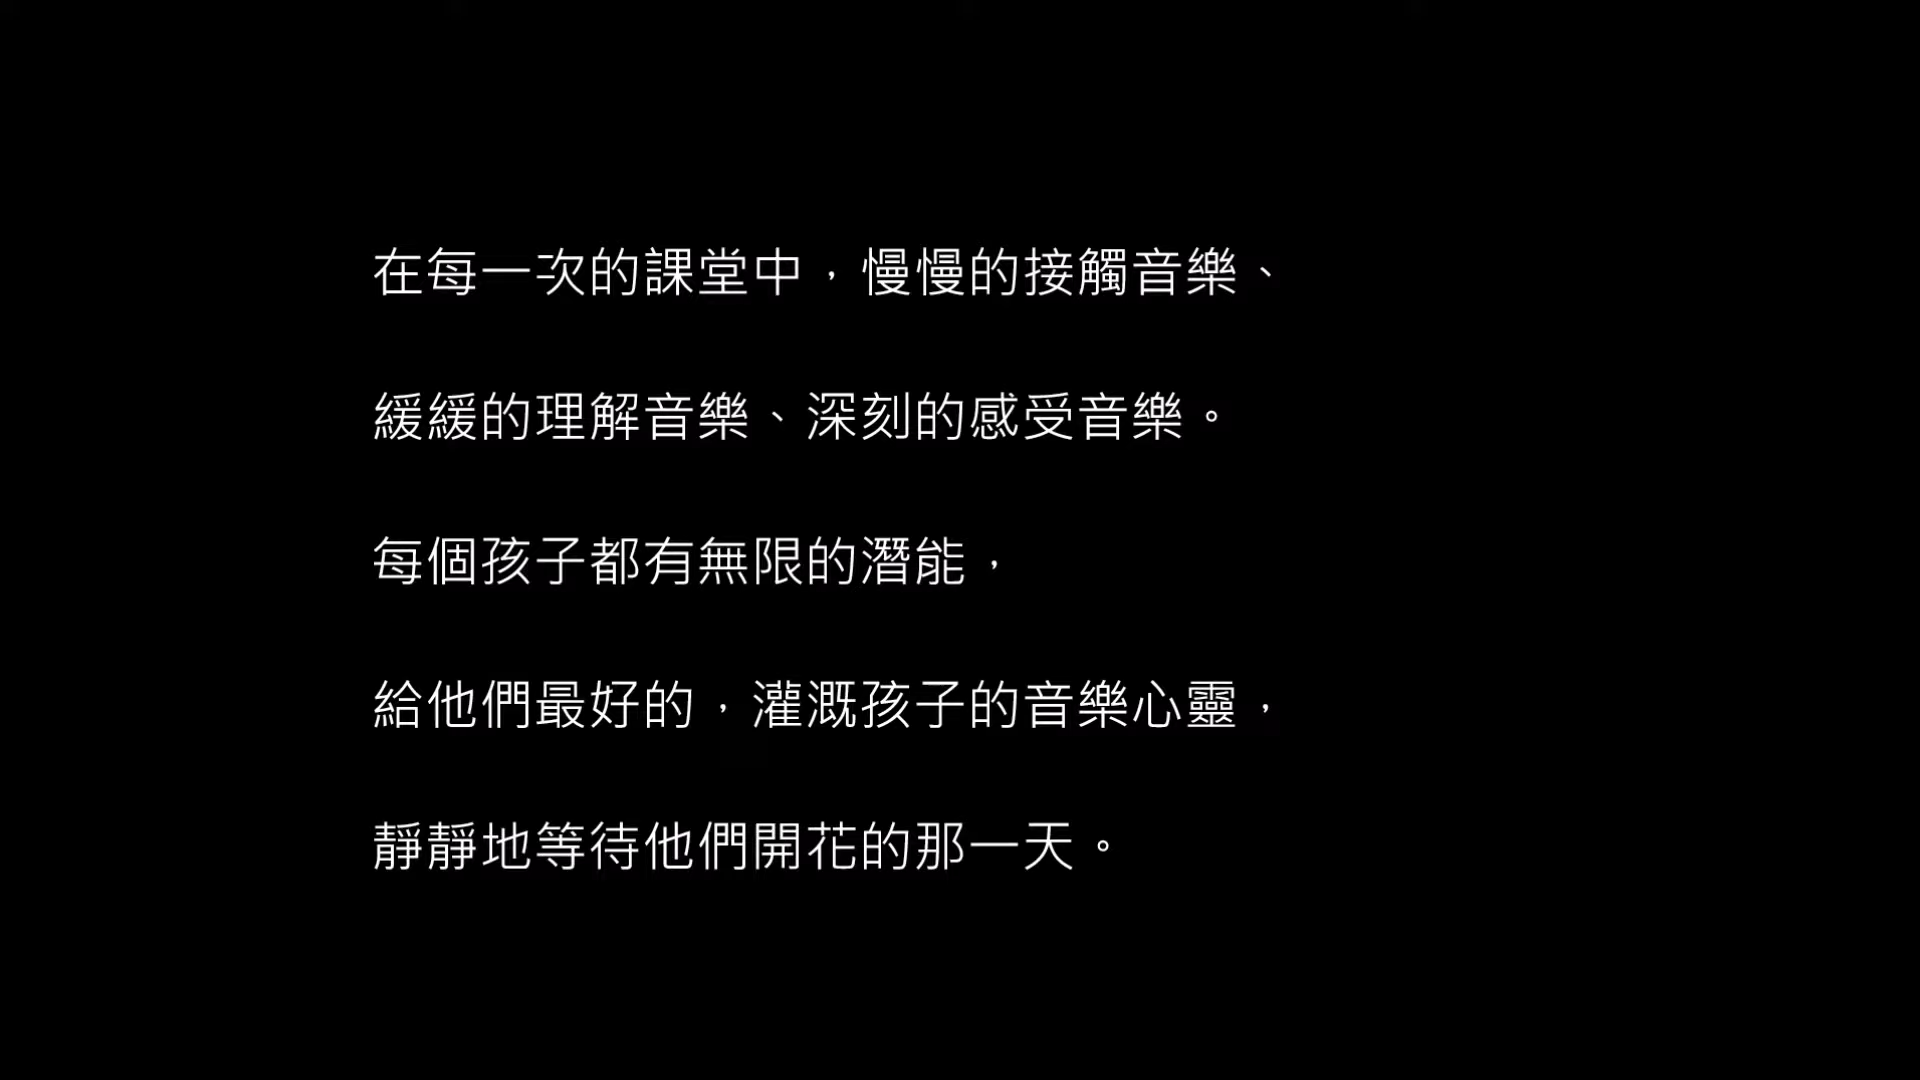 在每一次的課堂中，慢慢的接觸音樂、
緩緩的理解音樂、深刻的感受音樂。
每個孩子都有無限的潛能，
給他們最好的，灌溉孩子的音樂心靈，
靜靜地等待他們開花的那一天。